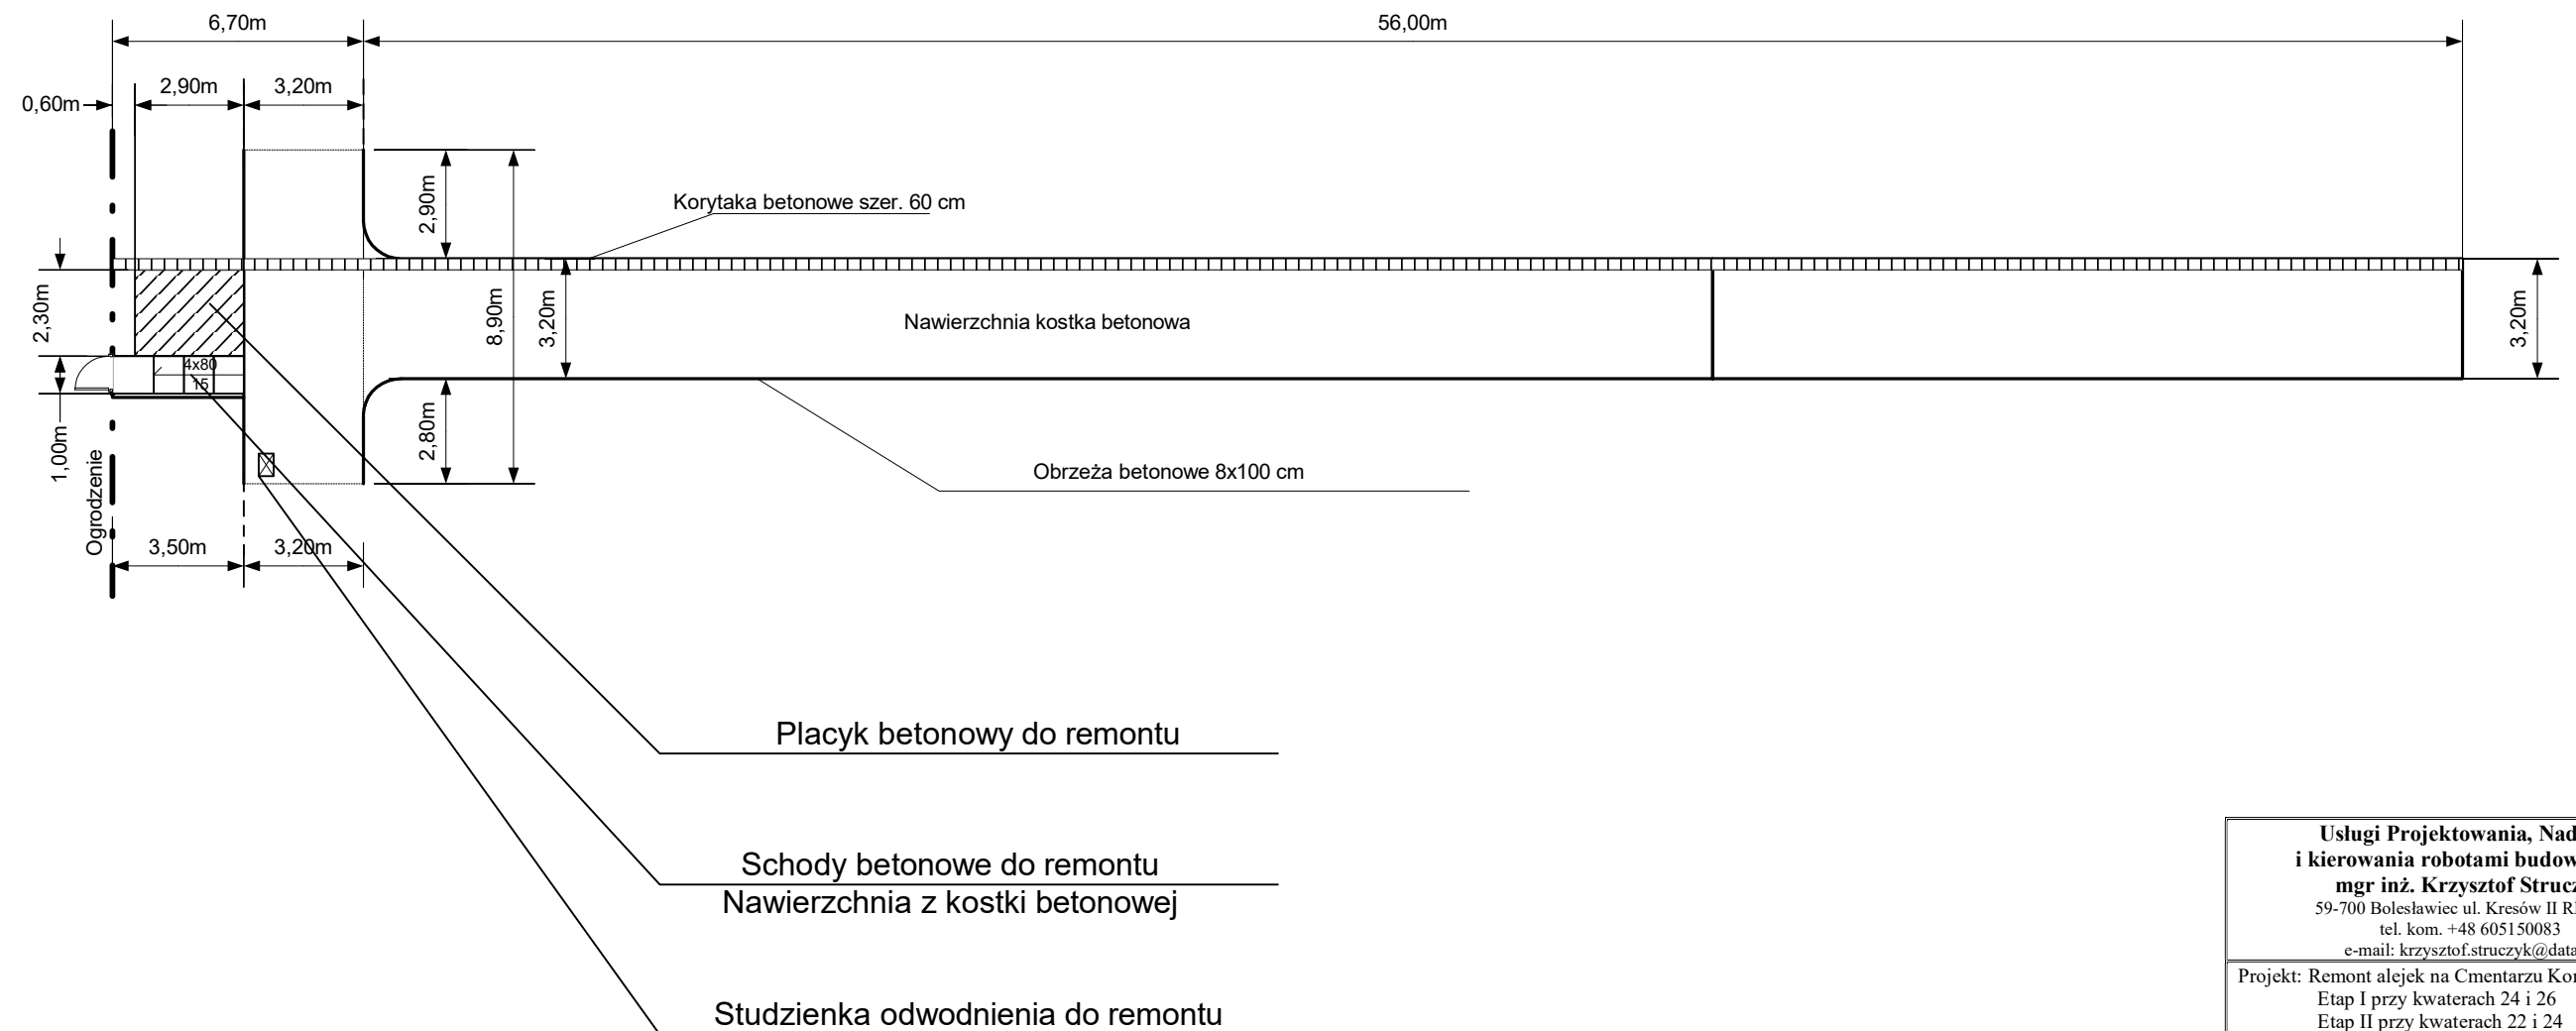 6,70m
56,00m
2,90m
3,20m
0,60m
2,90m
Korytaka betonowe szer. 60 cm
2,30m
8,90m
3,20m
Nawierzchnia kostka betonowa
3,20m
4x80
15
1,00m
2,80m
Ogrodzenie
Obrzeża betonowe 8x100 cm
3,50m
3,20m
Placyk betonowy do remontu
Schody betonowe do remontu
Nawierzchnia z kostki betonowej
Studzienka odwodnienia do remontu
Usługi Projektowania, Nad
i kierowania robotami budow
mgr inż. Krzysztof Strucz
59-700 Bolesławiec ul. Kresów II R
tel. kom. +48 605150083
e-mail: krzysztof.struczyk@data
Projekt: Remont alejek na Cmentarzu Kor
Etap I przy kwaterach 24 i 26
Etap II przy kwaterach 22 i 24